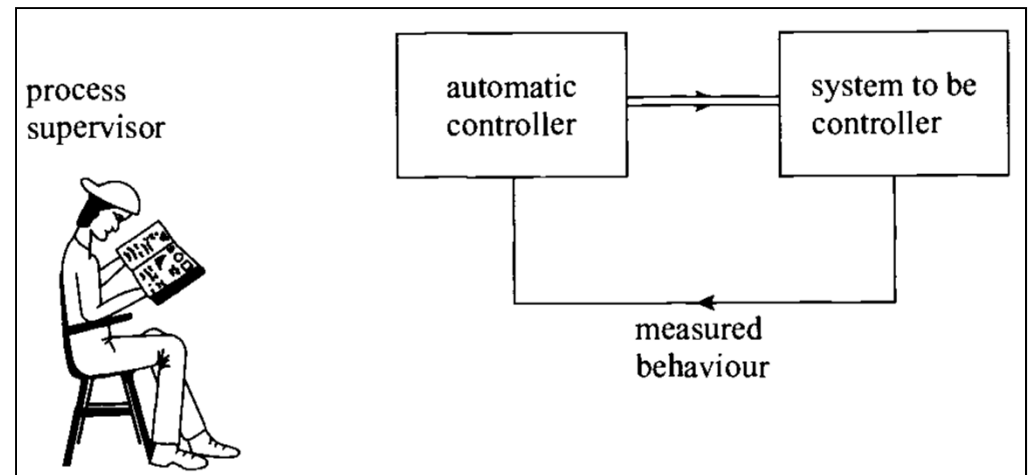 process
supervisor
automatic
controller
system to be
controller
measured
behaviour